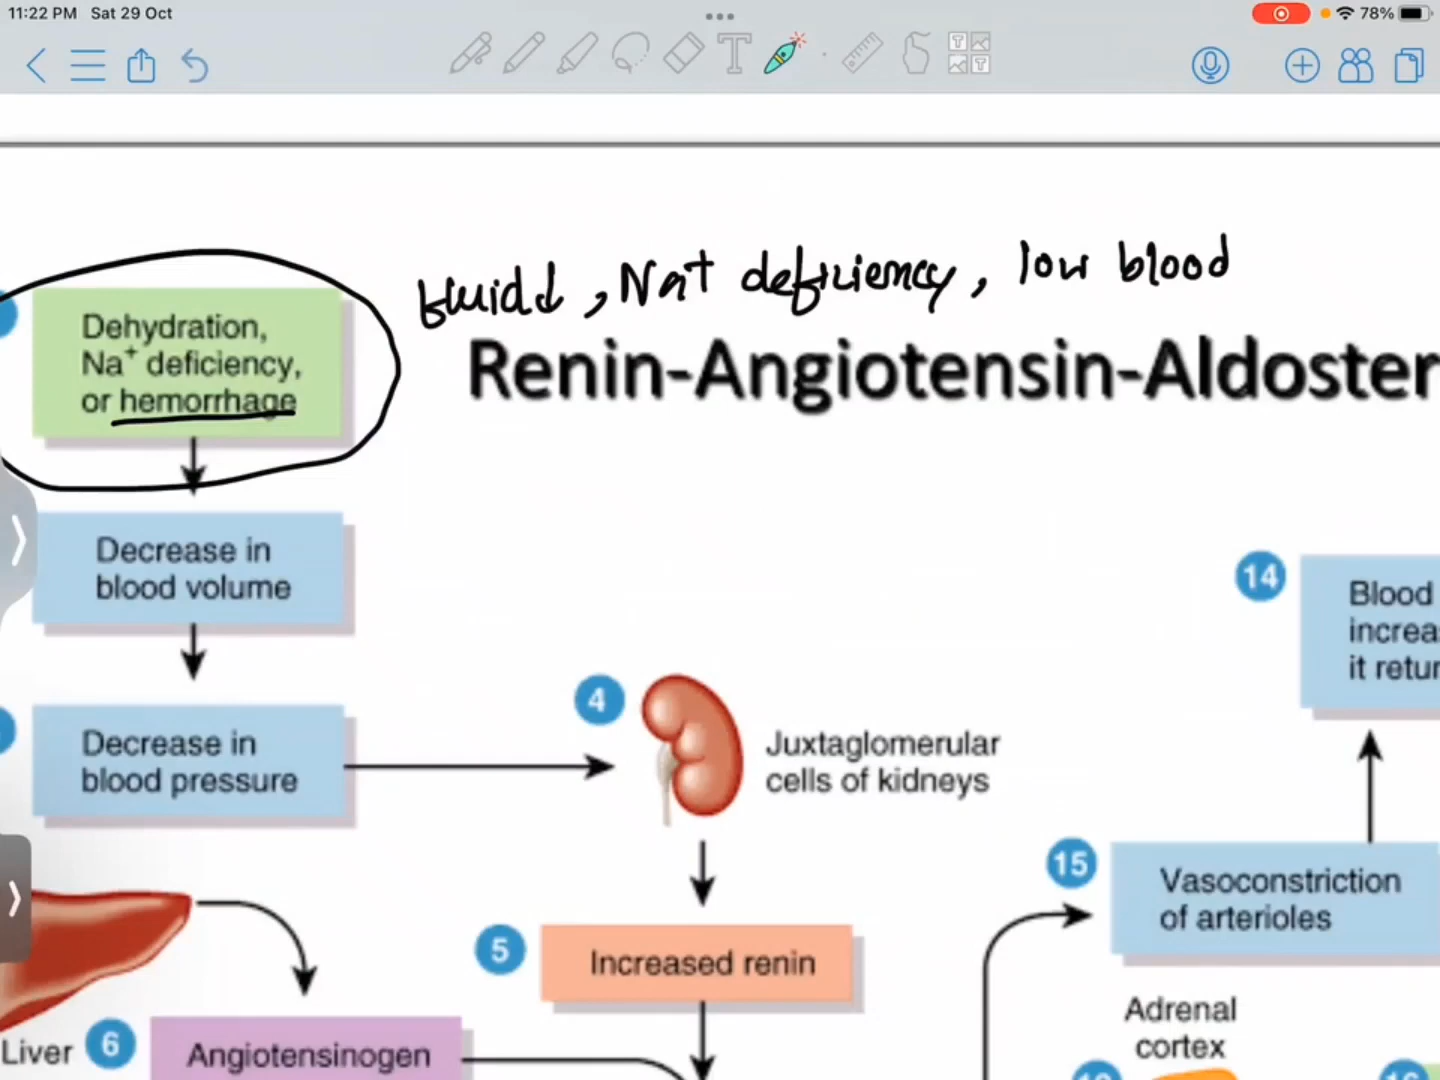 11:22 PM Sat 29 Oct
78%
Na+ deficiency, low blood
Dehydration,
Na+ deficiency,
or hemorrhage
Renin-Angiotensin-Aldoster
Decrease in
blood volume
14
Blood
increa
it retur
Decrease in
blood pressure
4
Juxtaglomerular
cells of kidneys
15
Vasoconstriction
of arterioles
5
Increased renin
Adrenal
cortex
Liver
6
Angiotensinogen